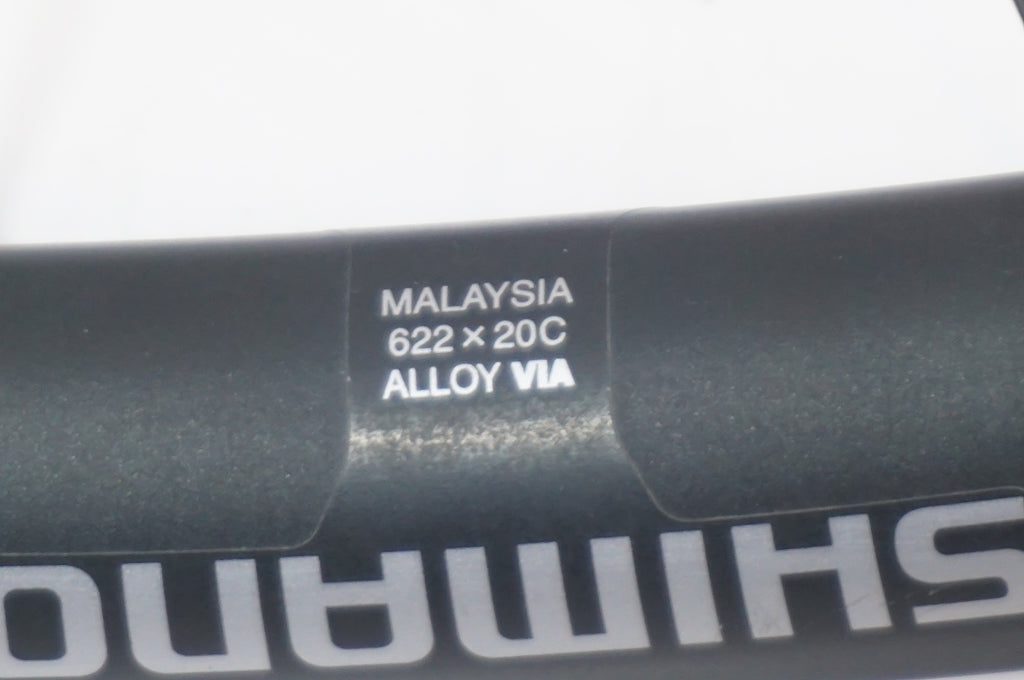 MALAYSIA
622 × 20C
ALLOY VIA
SHIMANO